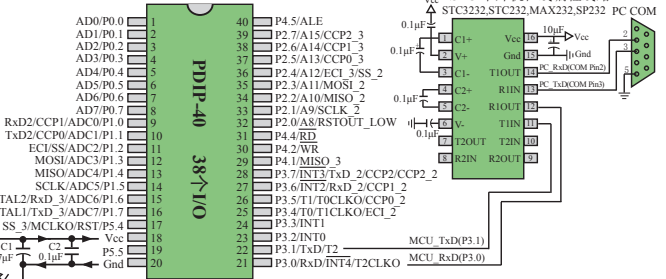 Vcc STC3232,STC232,MAX232,SP232 PC COM
AD0/P0.0 1
AD1/P0.1 2
AD2/P0.2 3
AD3/P0.3 4
AD4/P0.4 5
AD5/P0.5 6
AD6/P0.6 7
AD7/P0.7 8
RxD2/CCP1/ADC0/P1.0 9
TxD2/CCP0/ADC1/P1.1 10
ECI/SS/ADC2/P1.2 11
MOSI/ADC3/P1.3 12
MISO/ADC4/P1.4 13
SCLK/ADC5/P1.5 14
TAL2/RxD_3/ADC6/P1.6 15
TAL1/TxD_3/ADC7/P1.7 16
SS_3/MCLKO/RST/P5.4 17
Vcc 18
P5.5 19
Gnd 20
C1
7μF
C2
0.1μF
PDIP-40
38个I/O
40 P4.5/ALE
39 P2.7/A15/CCP2_3
38 P2.6/A14/CCP1_3
37 P2.5/A13/CCP0_3
36 P2.4/A12/ECI_3/SS_2
35 P2.3/A11/MOSI_2
34 P2.2/A10/MISO_2
33 P2.1/A9/SCLK_2
32 P2.0/A8/RSTOUT_LOW
31 P4.4/RD
30 P4.2/WR
29 P4.1/MISO_3
28 P3.7/INT3/TxD_2/CCP2/CCP2_2
27 P3.6/INT2/RxD_2/CCP1_2
26 P3.5/T1/T0CLKO/CCP0_2
25 P3.4/T0/T1CLKO/ECI_2
24 P3.3/INT1
23 P3.2/INT0
22 P3.1/TxD/T2
21 P3.0/RxD/INT4/T2CLKO
MCU_TxD(P3.1)
MCU_RxD(P3.0)
0.1μF
0.1μF
0.1μF
0.1μF
1 C1+
2 V+
3 C1-
4 C2+
5 C2-
6 V-
7 T2OUT
8 R2IN
Vcc 16
Gnd 15
T1OUT 14
R1IN 13
R1OUT 12
T1IN 11
T2IN 10
R2OUT 9
10μF
Vcc
Gnd
PC_RxD(COM Pin2)
PC_TxD(COM Pin3)
2
3
5